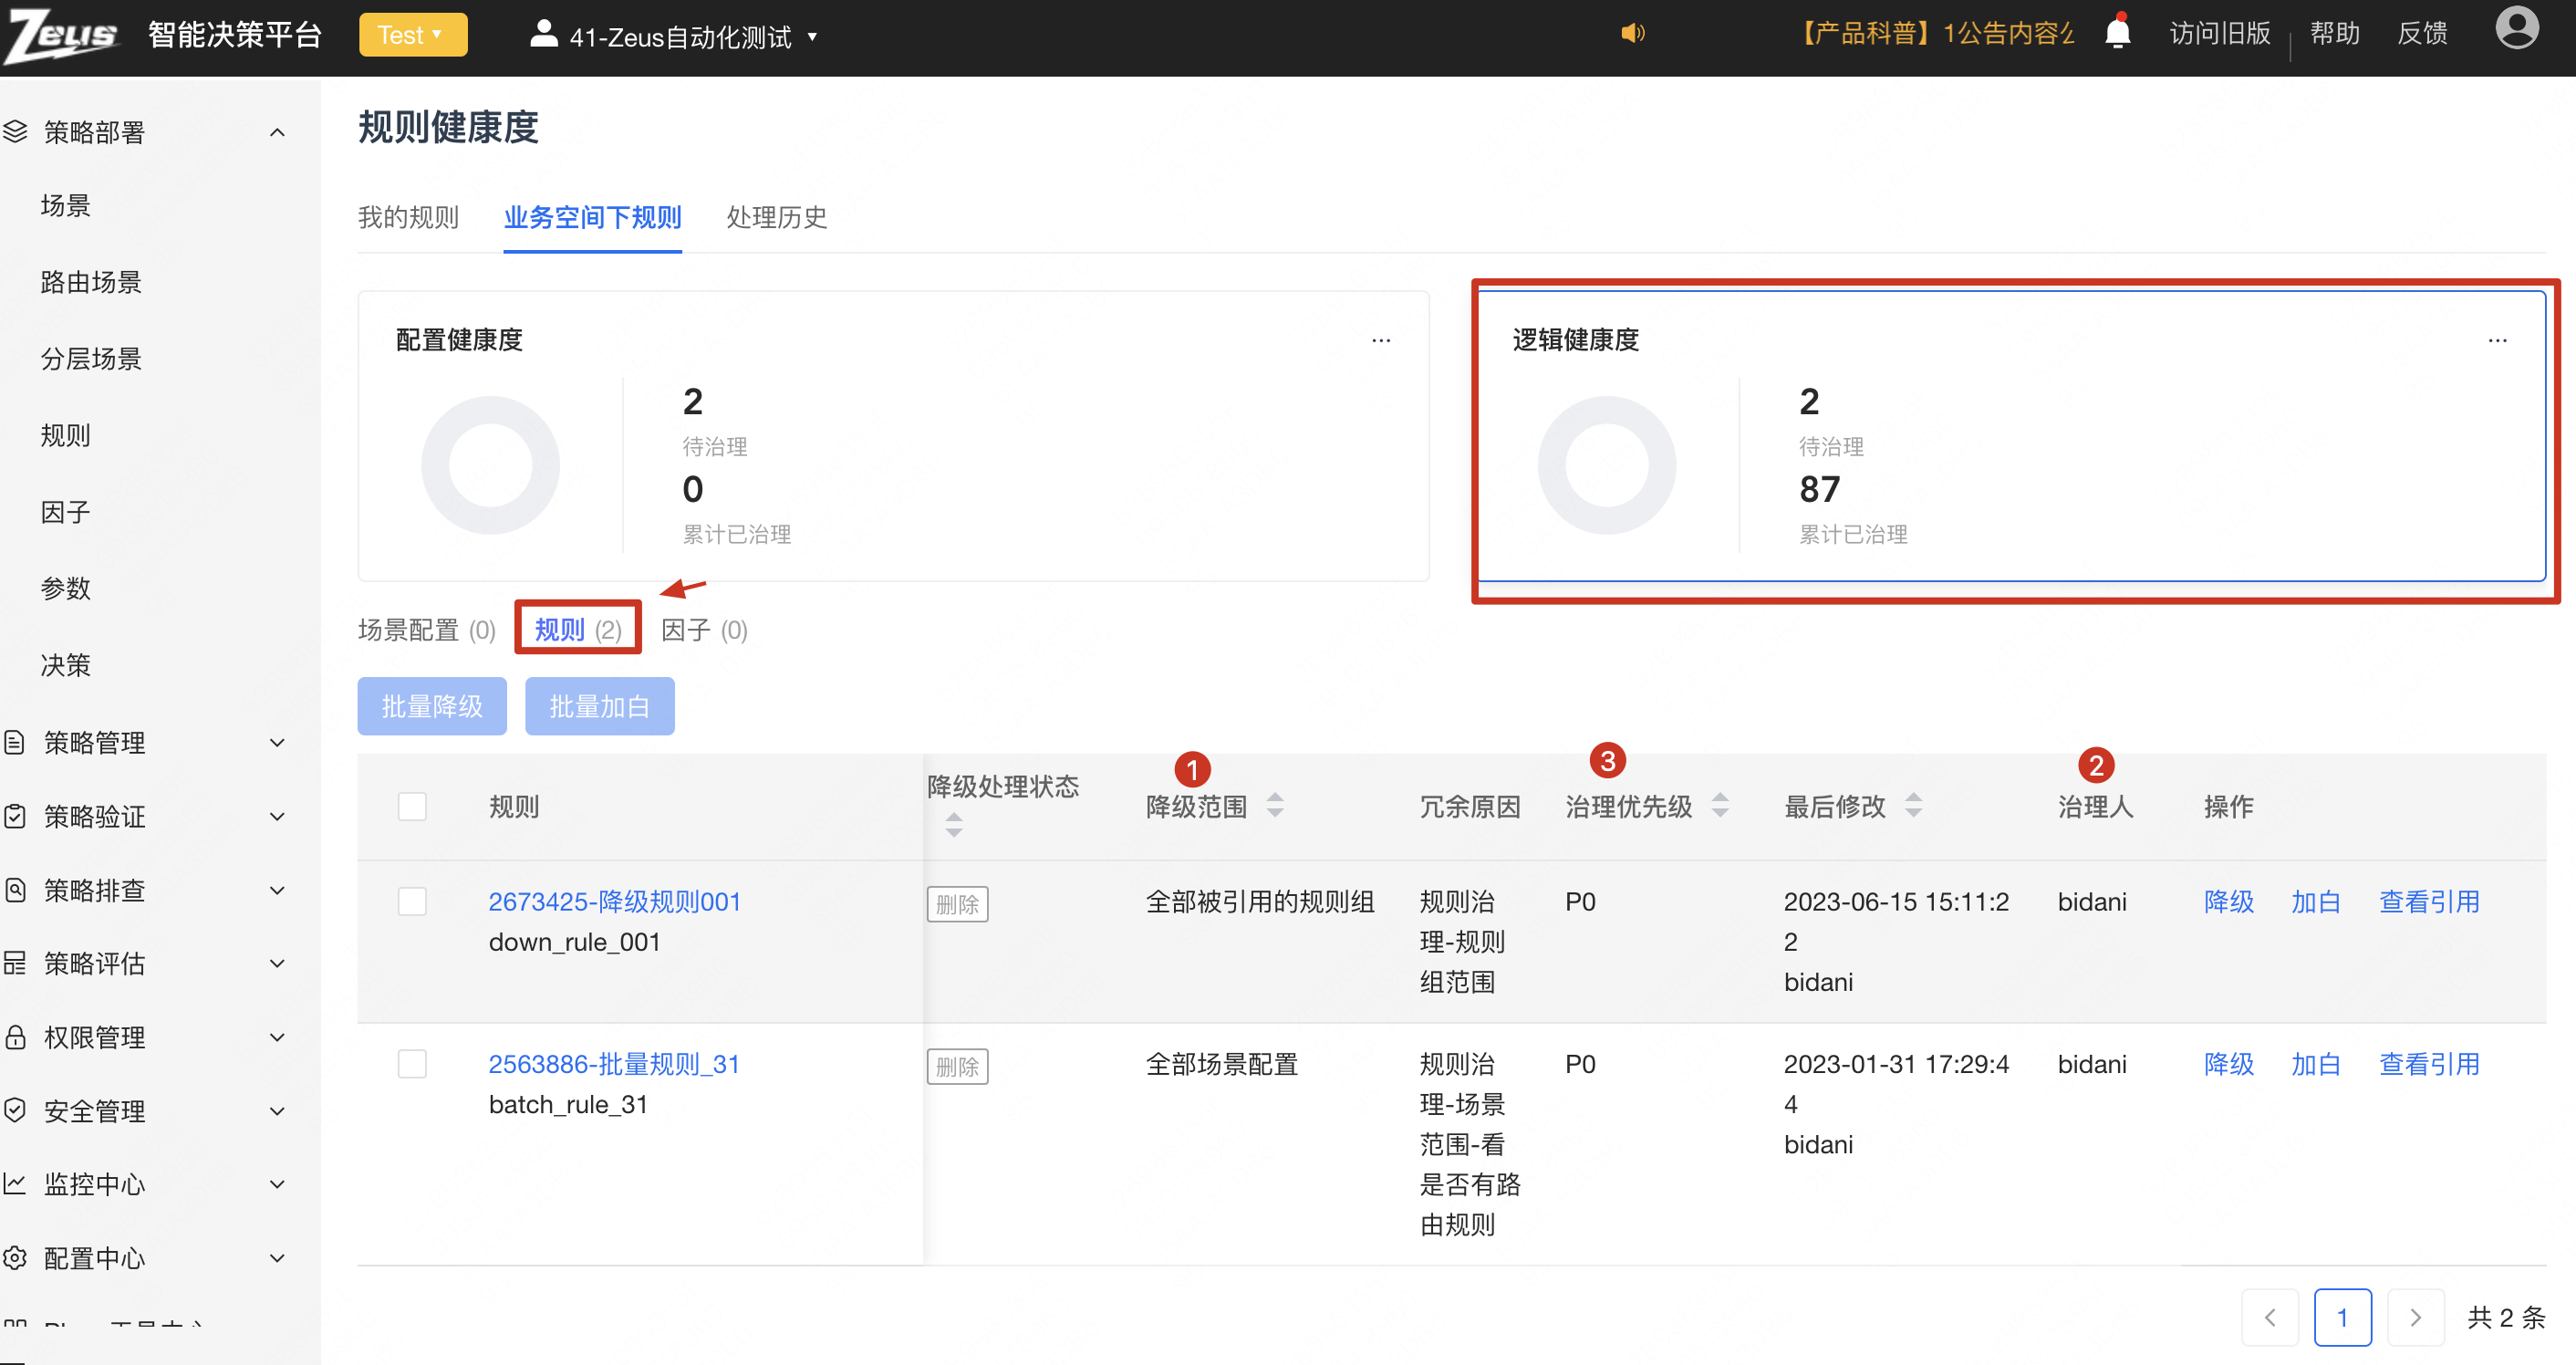 Zeus 智能决策平台 Test 41-Zeus自动化测试 【产品科普】1公告内容 访问旧版 帮助 反馈
策略部署
场景
路由场景
分层场景
规则
因子
参数
决策
策略管理
策略验证
策略排查
策略评估
权限管理
安全管理
监控中心
配置中心
规则健康度
我的规则 业务空间下规则 处理历史
配置健康度 ...
2
待治理
0
累计已治理
逻辑健康度 ...
2
待治理
87
累计已治理
场景配置 (0) 规则 (2) 因子 (0)
批量降级 批量加白
1 3 2
规则 降级处理状态 降级范围 冗余原因 治理优先级 最后修改 治理人 操作
2673425-降级规则001 删除 全部被引用的规则组 规则治 P0 2023-06-15 15:11:2 bidani 降级 加白 查看引用
down_rule_001 理-规则 2
组范围 bidani
2563886-批量规则_31 删除 全部场景配置 规则治 P0 2023-01-31 17:29:4 bidani 降级 加白 查看引用
batch_rule_31 理-场景 4
范围-看 bidani
是否有路
由规则
1 共 2 条